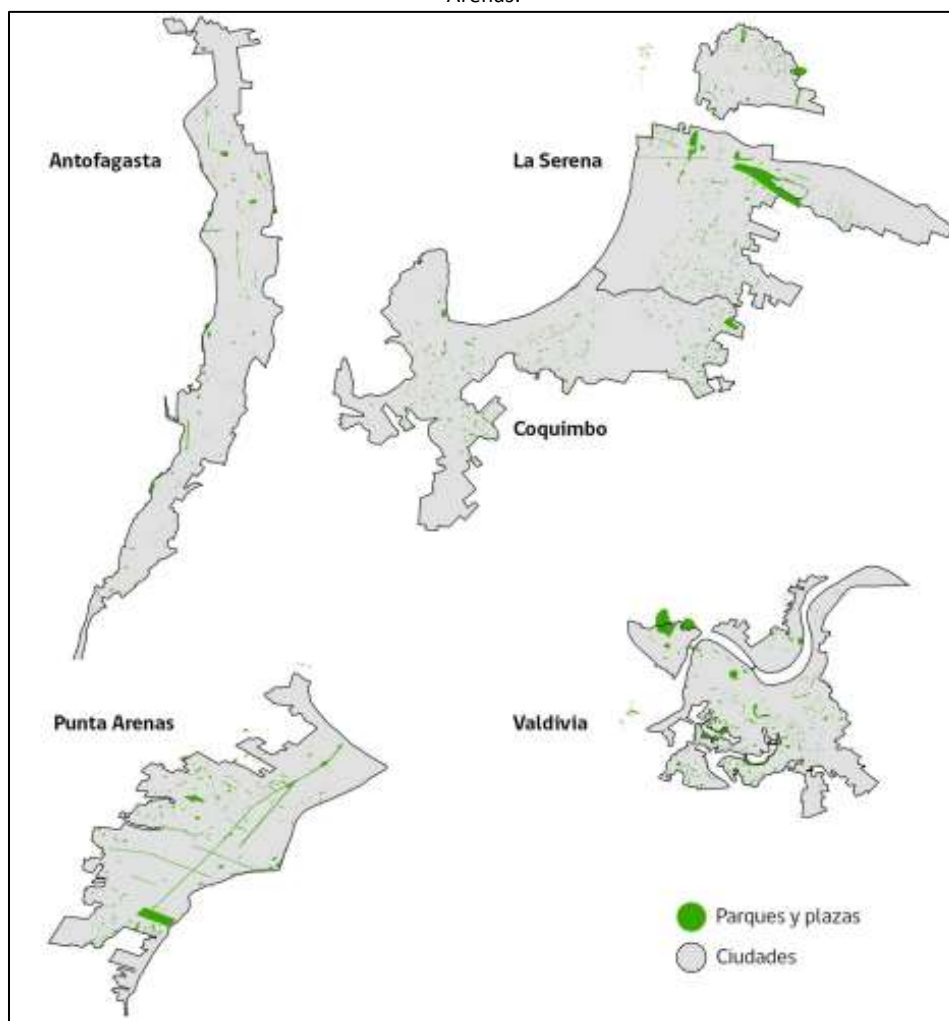 Arenas.
Antofagasta
La Serena
Coquimbo
Punta Arenas
Valdivia
Parques y plazas
Ciudades